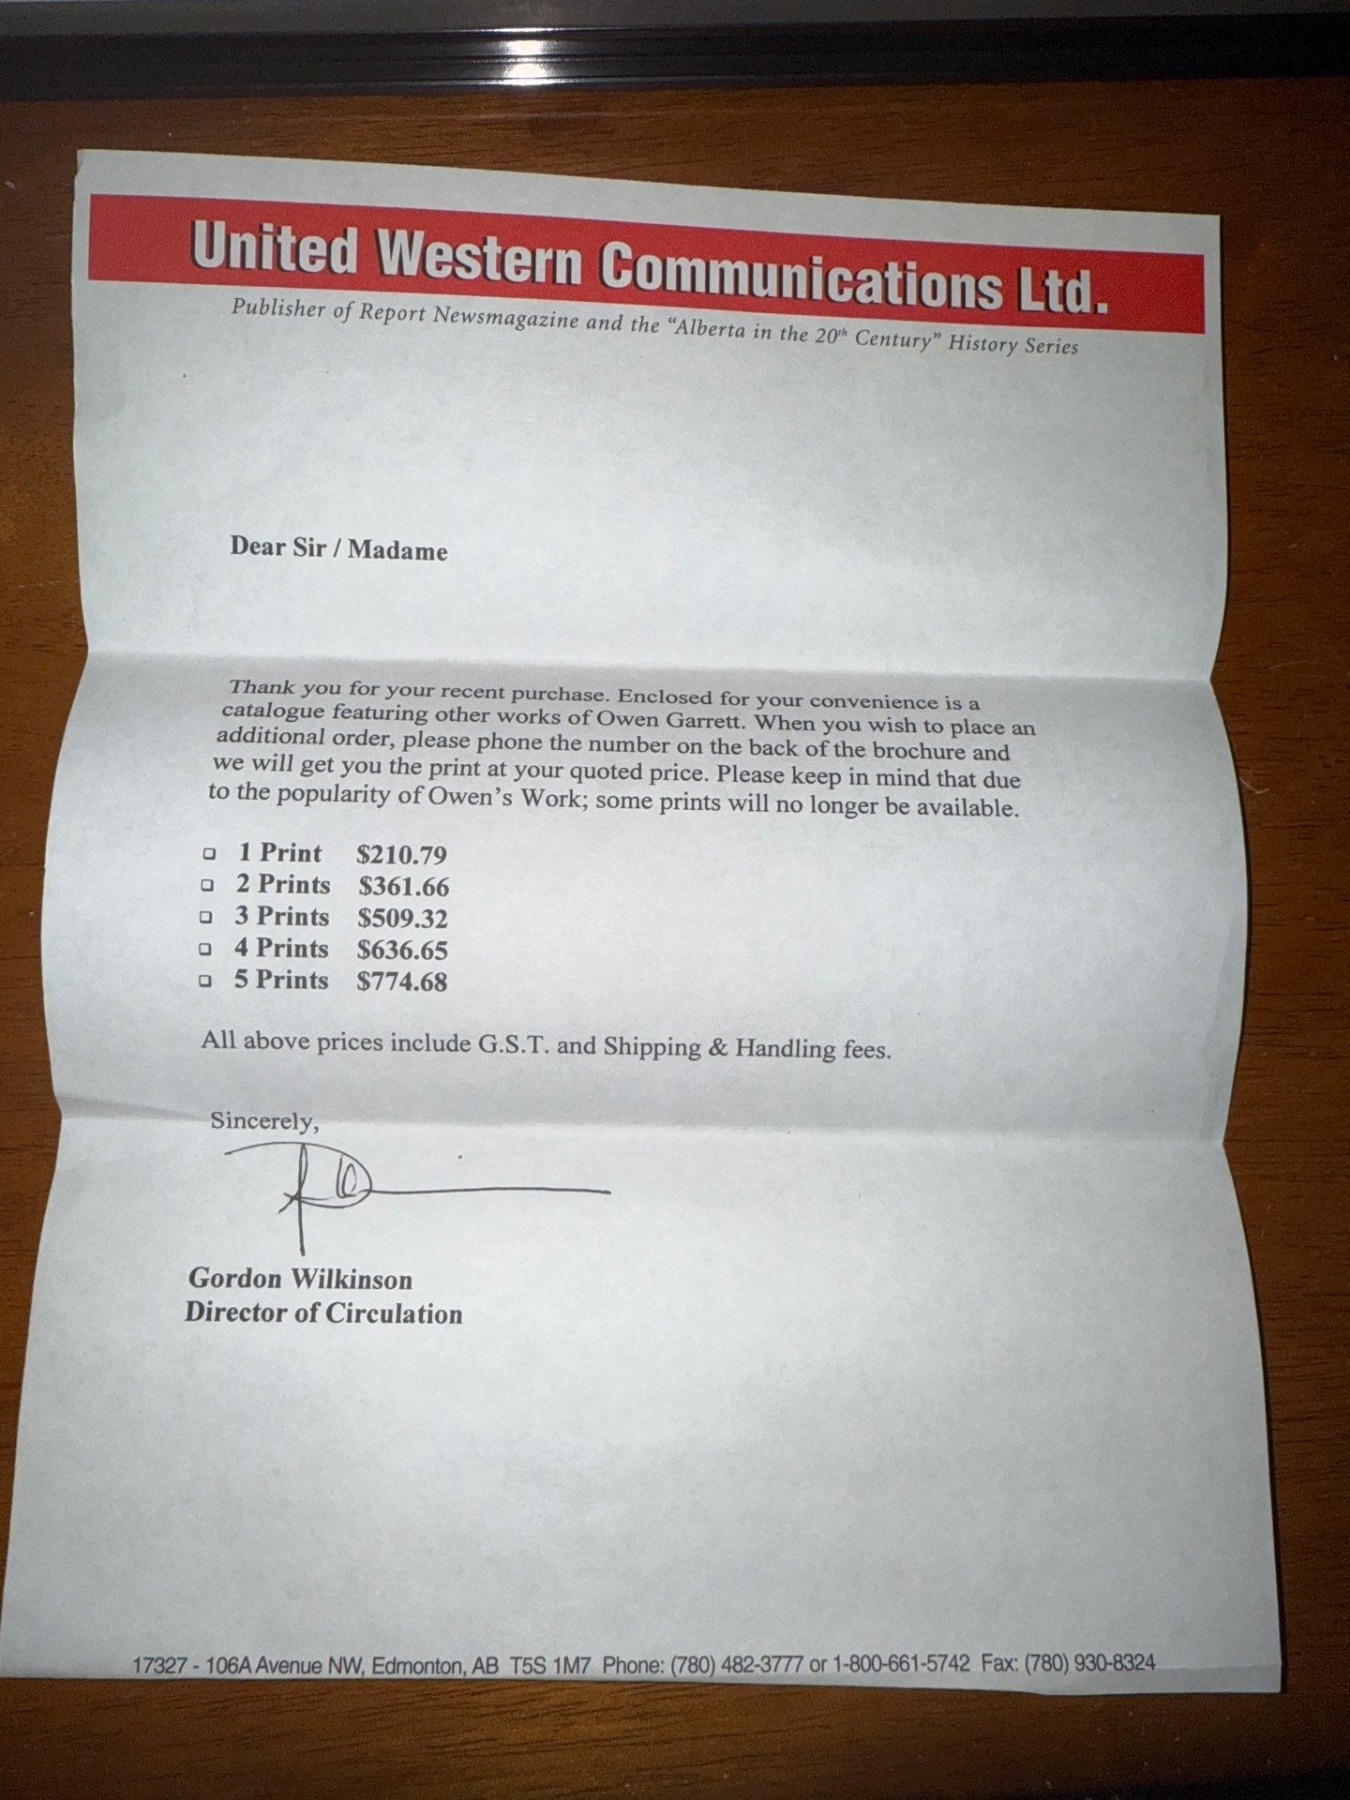 United Western Communications Ltd.
Publisher of Report Newsmagazine and the “Alberta in the 20th Century” History Series
Dear Sir / Madame
Thank you for your recent purchase. Enclosed for your convenience is a
catalogue featuring other works of Owen Garrett. When you wish to place an
additional order, please phone the number on the back of the brochure and
we will get you the print at your quoted price. Please keep in mind that due
to the popularity of Owen’s Work; some prints will no longer be available.
❑ 1 Print $210.79
❑ 2 Prints $361.66
❑ 3 Prints $509.32
❑ 4 Prints $636.65
❑ 5 Prints $774.68
All above prices include G.S.T. and Shipping & Handling fees.
Sincerely,
Gordon Wilkinson
Director of Circulation
17327 - 106A Avenue NW, Edmonton, AB T5S 1M7 Phone: (780) 482-3777 or 1-800-661-5742 Fax: (780) 930-8324